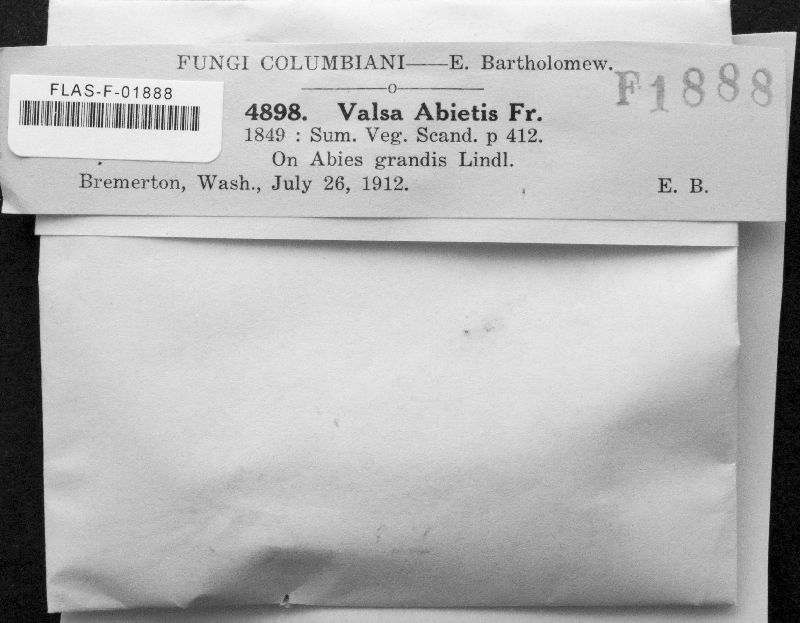 FUNGI COLUMBIANI——E. Bartholomew.
F1888
FLAS-F-01888
4898. Valsa Abietis Fr.
1849 : Sum. Veg. Scand. p 412.
On Abies grandis Lindl.
Bremerton, Wash., July 26, 1912. E. B.